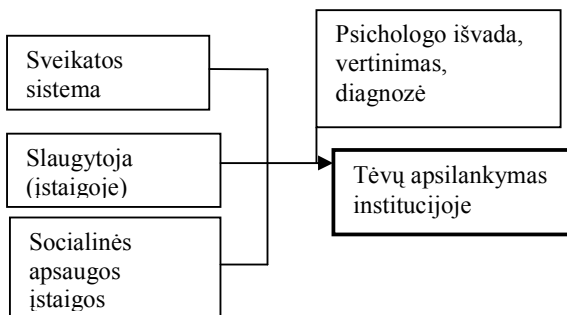 Sveikatos
sistema
Slaugytoja
(įstaigoje)
Socialinės
apsaugos
įstaigos
Psichologo išvada,
vertinimas,
diagnozė
Tėvų apsilankymas
institucijoje